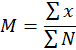 M = ∑ x / ∑ N